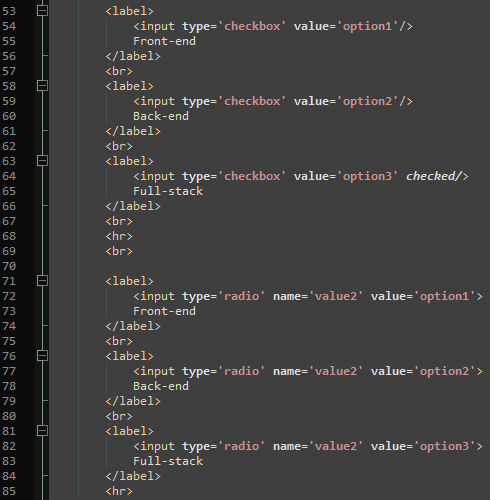 53 <label>
54 <input type='checkbox' value='option1'/>
55 Front-end
56 </label>
57 <br>
58 <label>
59 <input type='checkbox' value='option2'/>
60 Back-end
61 </label>
62 <br>
63 <label>
64 <input type='checkbox' value='option3' checked/>
65 Full-stack
66 </label>
67 <br>
68 <hr>
69 <br>
70
71 <label>
72 <input type='radio' name='value2' value='option1'>
73 Front-end
74 </label>
75 <br>
76 <label>
77 <input type='radio' name='value2' value='option2'>
78 Back-end
79 </label>
80 <br>
81 <label>
82 <input type='radio' name='value2' value='option3'>
83 Full-stack
84 </label>
85 <hr>